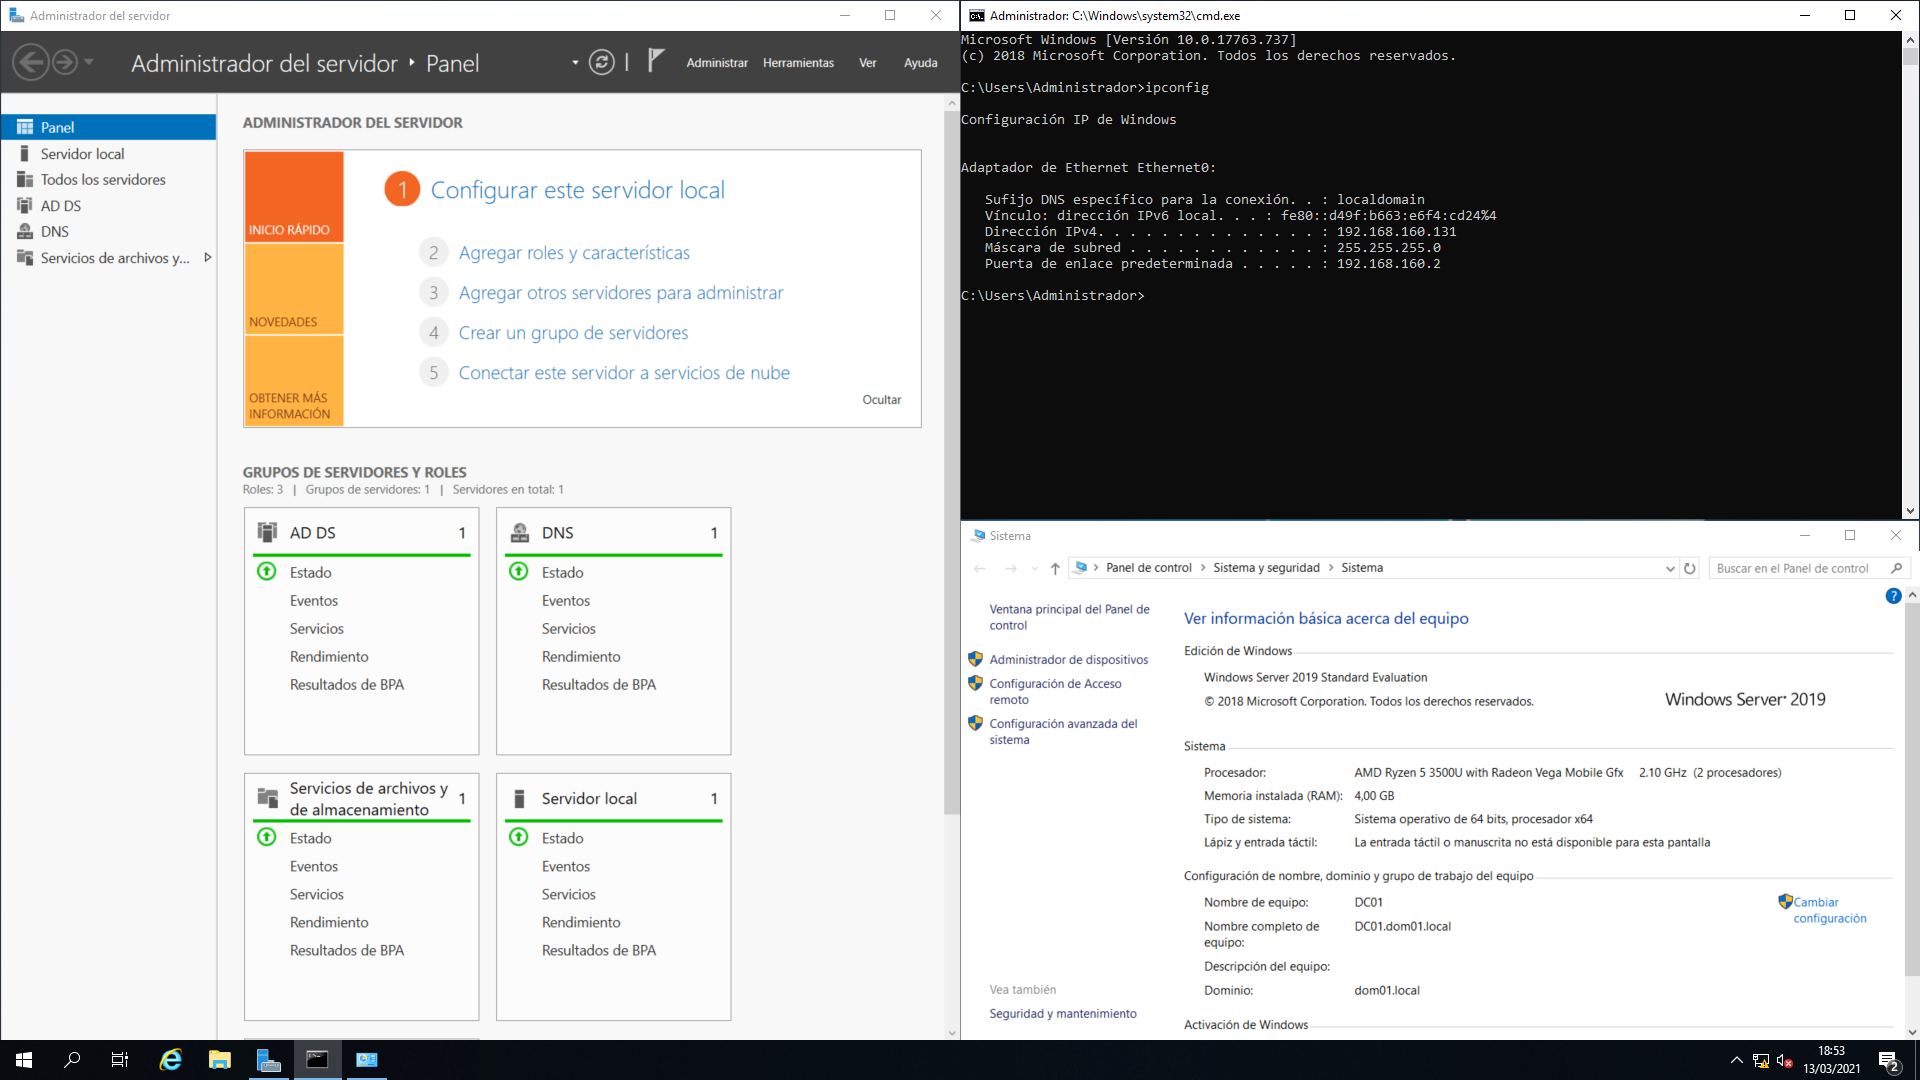 Administrador del servidor
Administrador del servidor ‣ Panel
Administrar Herramientas Ver Ayuda
Panel
Servidor local
Todos los servidores
AD DS
DNS
Servicios de archivos y...
ADMINISTRADOR DEL SERVIDOR
INICIO RÁPIDO
NOVEDADES
OBTENER MÁS
INFORMACIÓN
1 Configurar este servidor local
2 Agregar roles y características
3 Agregar otros servidores para administrar
4 Crear un grupo de servidores
5 Conectar este servidor a servicios de nube
Ocultar
GRUPOS DE SERVIDORES Y ROLES
Roles: 3 | Grupos de servidores: 1 | Servidores en total: 1
AD DS 1
Estado
Eventos
Servicios
Rendimiento
Resultados de BPA
DNS 1
Estado
Eventos
Servicios
Rendimiento
Resultados de BPA
Servicios de archivos y
de almacenamiento 1
Estado
Eventos
Servicios
Rendimiento
Resultados de BPA
Servidor local 1
Estado
Eventos
Servicios
Rendimiento
Resultados de BPA
Administrador: C:\Windows\system32\cmd.exe
Microsoft Windows [Versión 10.0.17763.737]
(c) 2018 Microsoft Corporation. Todos los derechos reservados.
C:\Users\Administrador>ipconfig
Configuración IP de Windows
Adaptador de Ethernet Ethernet0:
Sufijo DNS específico para la conexión. . : localdomain
Vínculo: dirección IPv6 local. . . : fe80::d49f:b663:e6f4:cd24%4
Dirección IPv4. . . . . . . . . . . . . . : 192.168.160.131
Máscara de subred . . . . . . . . . . . . : 255.255.255.0
Puerta de enlace predeterminada . . . . . : 192.168.160.2
C:\Users\Administrador>
Sistema
Panel de control > Sistema y seguridad > Sistema
Buscar en el Panel de control
Ventana principal del Panel de
control
Administrador de dispositivos
Configuración de Acceso
remoto
Configuración avanzada del
sistema
Vea también
Seguridad y mantenimiento
Ver información básica acerca del equipo
Edición de Windows
Windows Server 2019 Standard Evaluation
© 2018 Microsoft Corporation. Todos los derechos reservados.
Windows Server® 2019
Sistema
Procesador: AMD Ryzen 5 3500U with Radeon Vega Mobile Gfx 2.10 GHz (2 procesadores)
Memoria instalada (RAM): 4,00 GB
Tipo de sistema: Sistema operativo de 64 bits, procesador x64
Lápiz y entrada táctil: La entrada táctil o manuscrita no está disponible para esta pantalla
Configuración de nombre, dominio y grupo de trabajo del equipo
Nombre de equipo: DC01
Cambiar
configuración
Nombre completo de
equipo: DC01.dom01.local
Descripción del equipo:
Dominio: dom01.local
Activación de Windows
18:53
13/03/2021
2